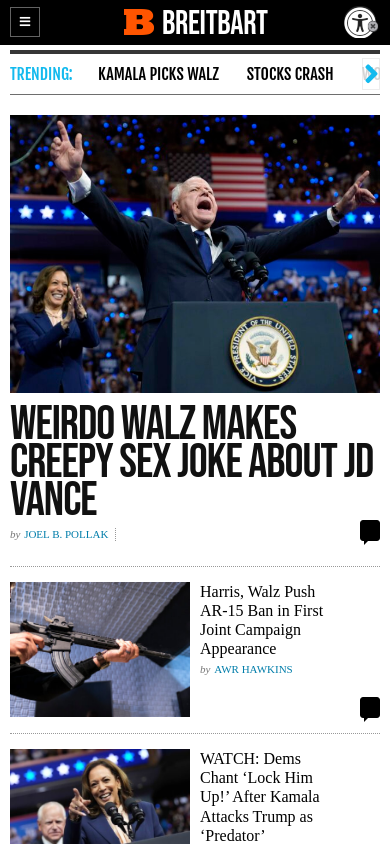 BREITBART
TRENDING:
KAMALA PICKS WALZ
STOCKS CRASH
VICE PRESIDENT OF THE
WEIRDO WALZ MAKES
CREEPY SEX JOKE ABOUT JD
VANCE
by JOEL B. POLLAK
Harris, Walz Push
AR-15 Ban in First
Joint Campaign
Appearance
by AWR HAWKINS
WATCH: Dems
Chant ‘Lock Him
Up!’ After Kamala
Attacks Trump as
‘Predator’